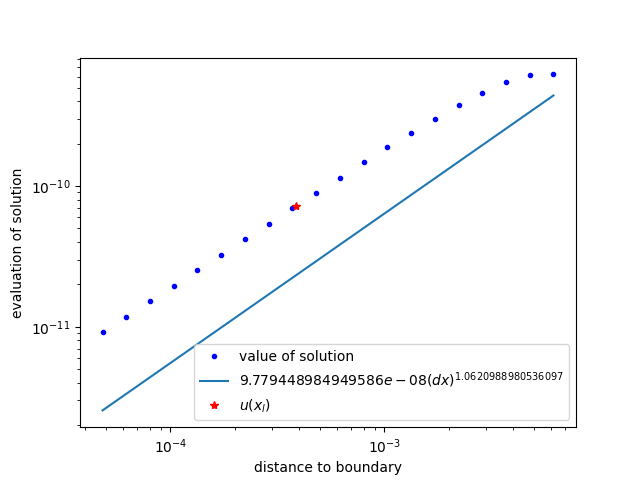 10⁻¹⁰
10⁻¹¹
evaluation of solution
value of solution
9.779448984949586e − 08(dx)^1.0620988980536097
u(x_l)
10⁻⁴
10⁻³
distance to boundary